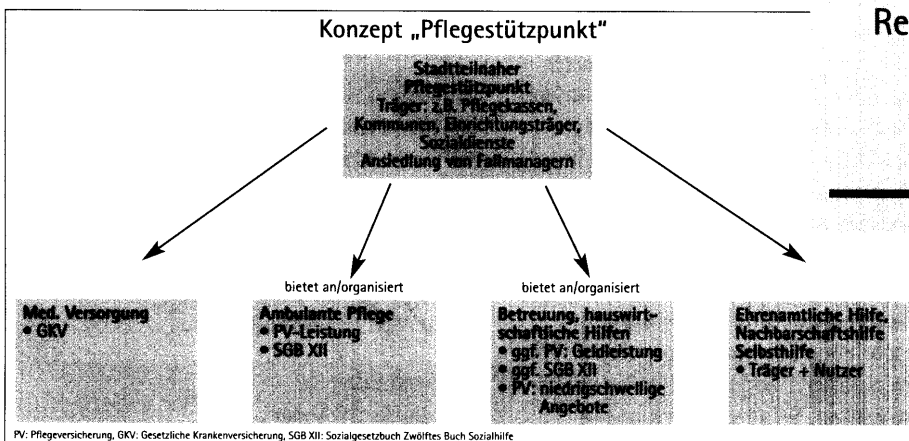 Konzept „Pflegestützpunkt“
Re
Stadtteilnaher
Pflegestützpunkt
Träger: z.B. Pflegekassen,
Kommunen, Einrichtungsträger,
Sozialdienste
Ansiedlung von Fallmanagern
bietet an/organisiert
bietet an/organisiert
Med. Versorgung
• GKV
Ambulante Pflege
• PV-Leistung
• SGB XII
Betreuung, hauswirt-
schaftliche Hilfen
• ggf. PV: Geldleistung
• ggf. SGB XII
• PV: niedrigschwellige
Angebote
Ehrenamtliche Hilfe,
Nachbarschaftshilfe
Selbsthilfe
• Träger + Nutzer
PV: Pflegeversicherung, GKV: Gesetzliche Krankenversicherung, SGB XII: Sozialgesetzbuch Zwölftes Buch Sozialhilfe